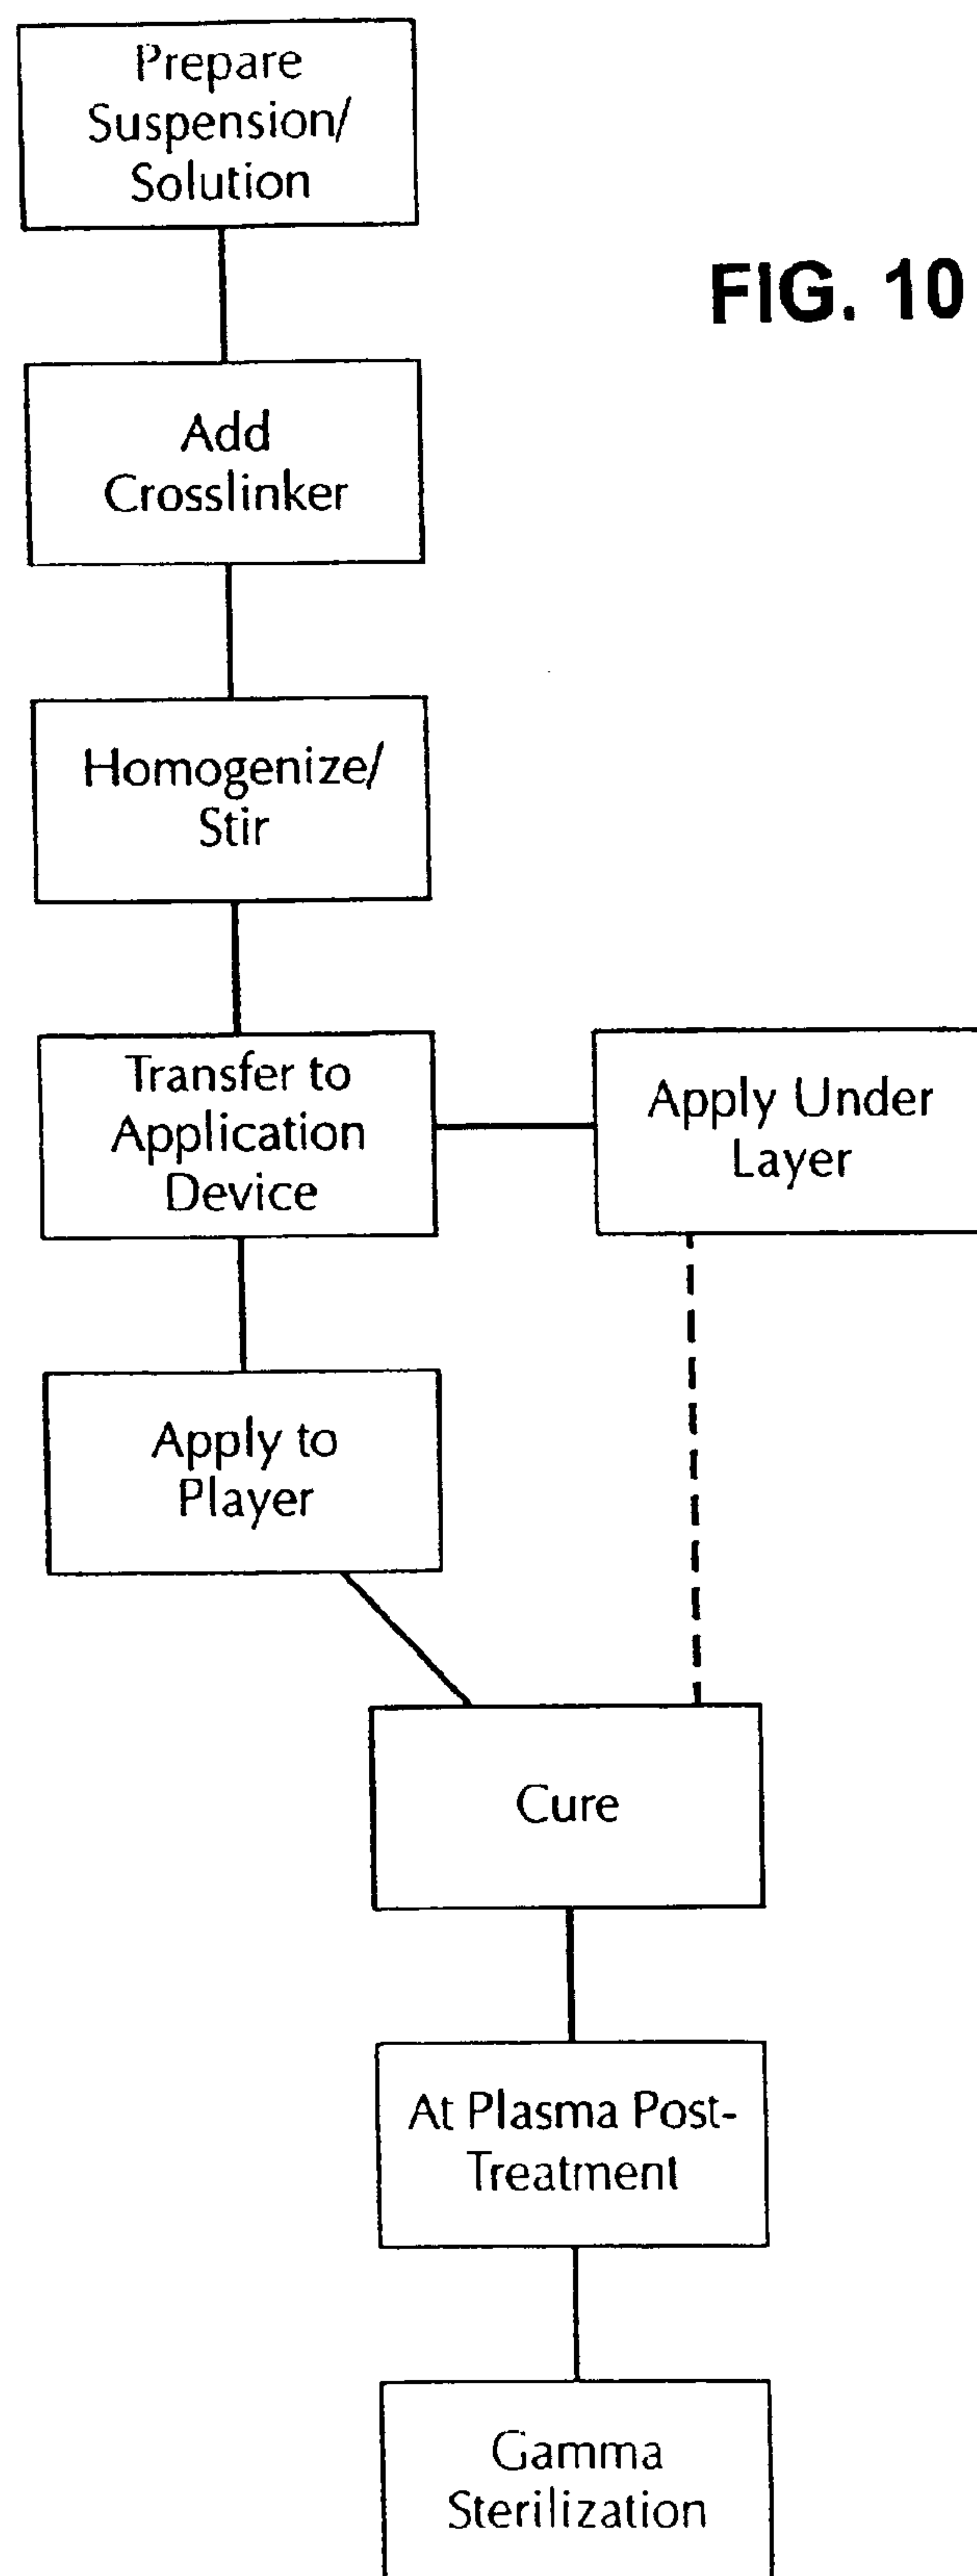 Prepare
Suspension/
Solution
FIG. 10
Add
Crosslinker
Homogenize/
Stir
Transfer to
Application
Device
Apply Under
Layer
Apply to
Player
Cure
At Plasma Post-
Treatment
Gamma
Sterilization